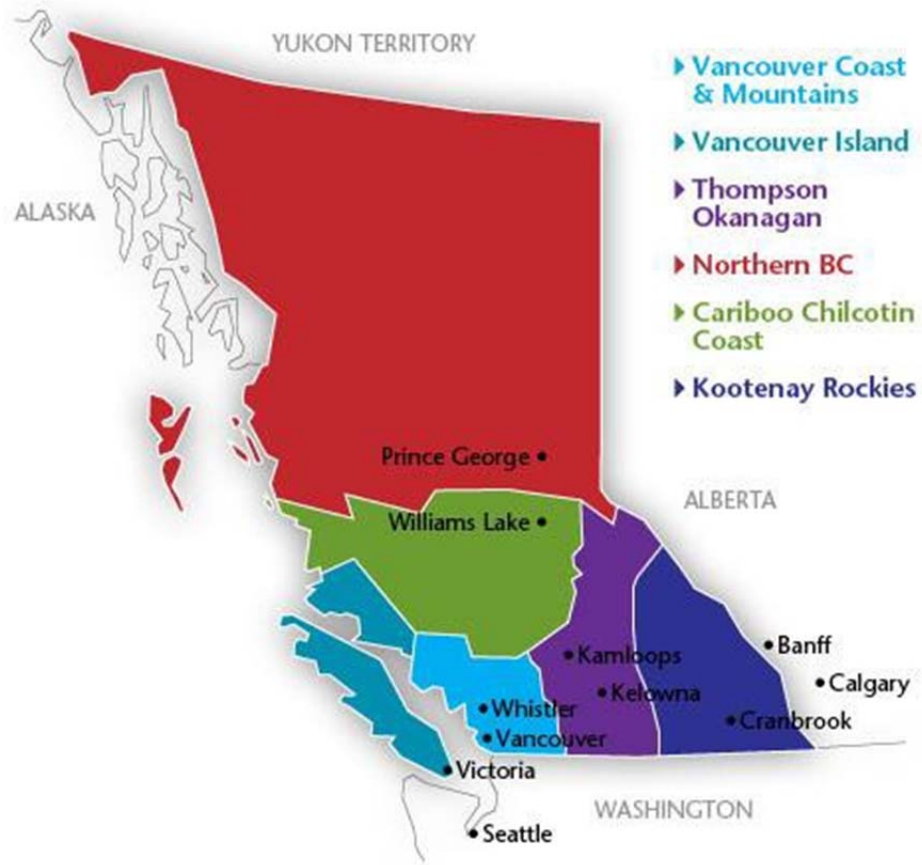 YUKON TERRITORY
Vancouver Coast
& Mountains
Vancouver Island
ALASKA
Thompson
Okanagan
Northern BC
Cariboo Chilcotin
Coast
Kootenay Rockies
Prince George
ALBERTA
Williams Lake
Banff
Kamloops
Calgary
Kelowna
Whistler
Cranbrook
Vancouver
Victoria
WASHINGTON
Seattle